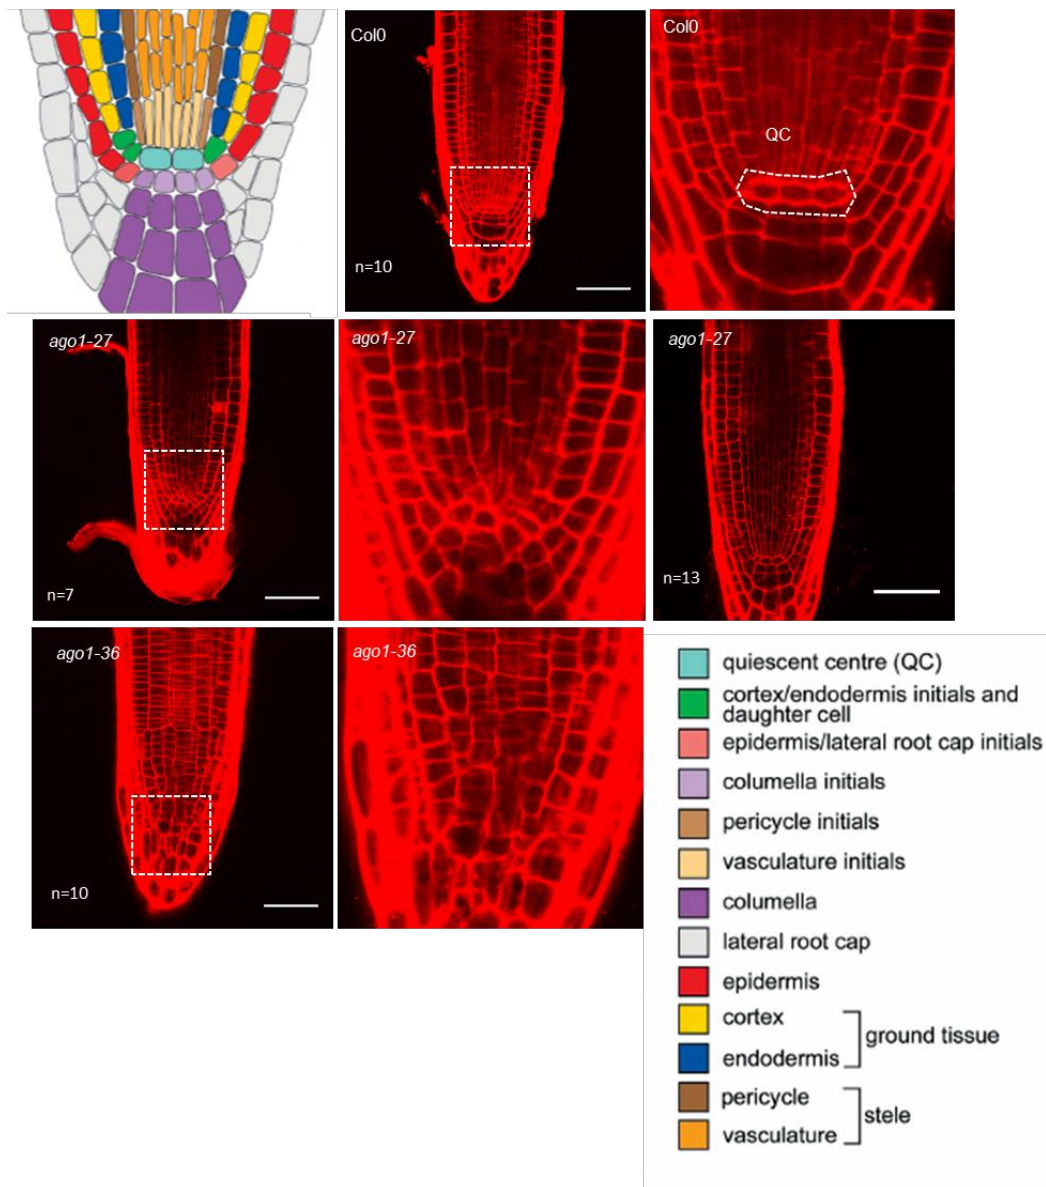 Col0
n=10
Col0
QC
ago1-27
n=7
ago1-27
ago1-27
n=13
ago1-36
n=10
ago1-36
quiescent centre (QC)
cortex/endodermis initials and
daughter cell
epidermis/lateral root cap initials
columella initials
pericycle initials
vasculature initials
columella
lateral root cap
epidermis
cortex
ground tissue
endodermis
pericycle
stele
vasculature